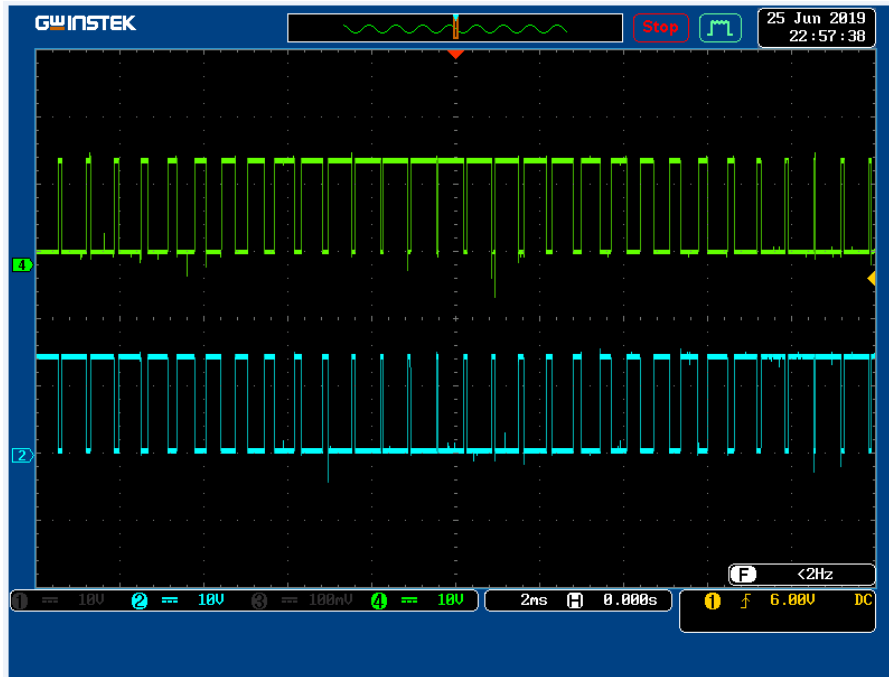 GWINSTEK
Stop
25 Jun 2019
22:57:38
4
2
F <2Hz
1 10V 2 10V 3 100mV 4 10V
2ms H 0.000s
1 6.00V DC